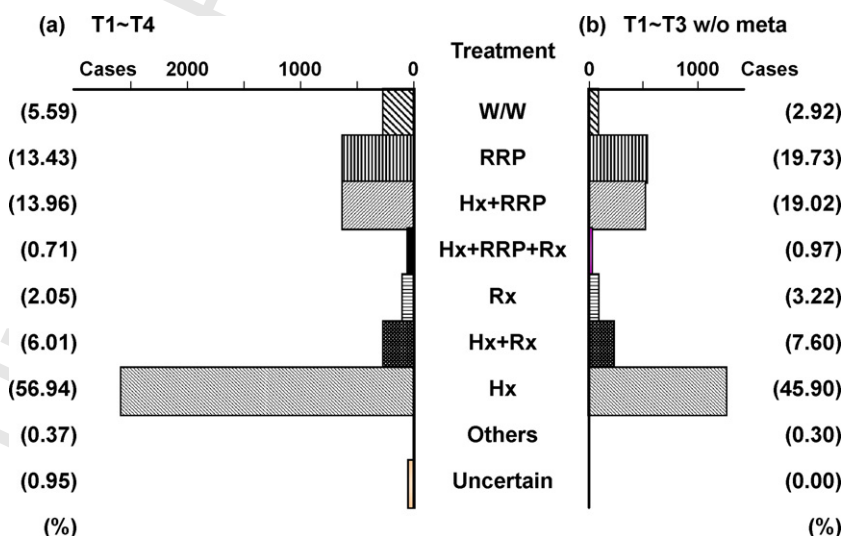 (a) T1~T4 (b) T1~T3 w/o meta
Treatment
Cases 2000 1000 0 0 1000 Cases
(5.59) W/W (2.92)
(13.43) RRP (19.73)
(13.96) Hx+RRP (19.02)
(0.71) Hx+RRP+Rx (0.97)
(2.05) Rx (3.22)
(6.01) Hx+Rx (7.60)
(56.94) Hx (45.90)
(0.37) Others (0.30)
(0.95) Uncertain (0.00)
(%) (%)